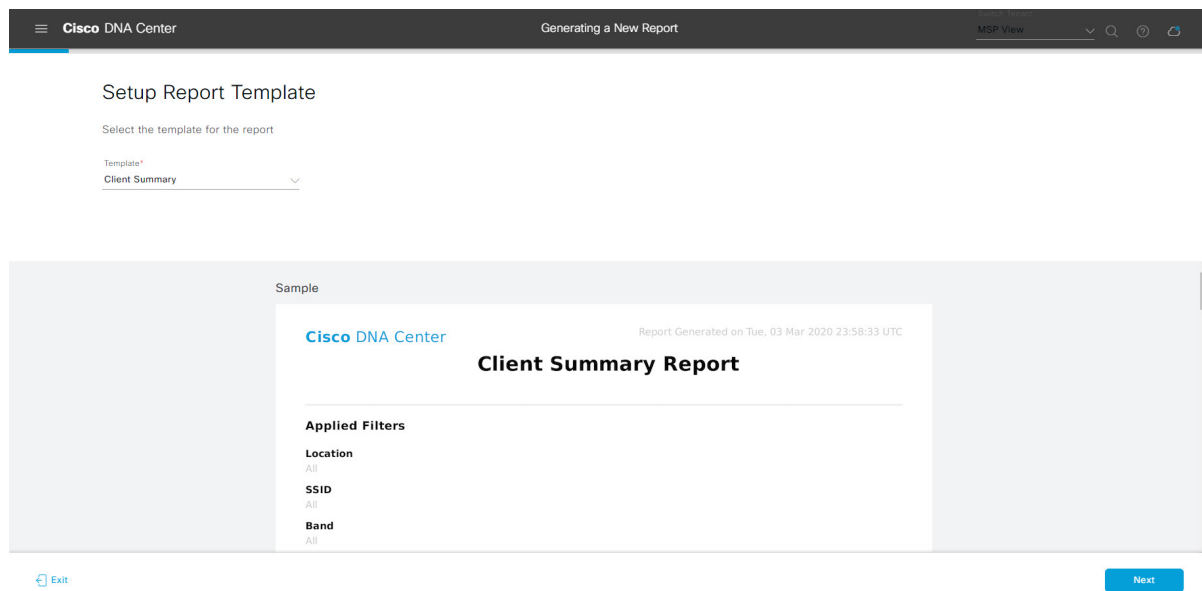 Cisco DNA Center
Generating a New Report
Switch Tenant
MSP View
Setup Report Template
Select the template for the report
Template*
Client Summary
Sample
Cisco DNA Center
Report Generated on Tue, 03 Mar 2020 23:58:33 UTC
Client Summary Report
Applied Filters
Location
All
SSID
All
Band
All
Exit
Next